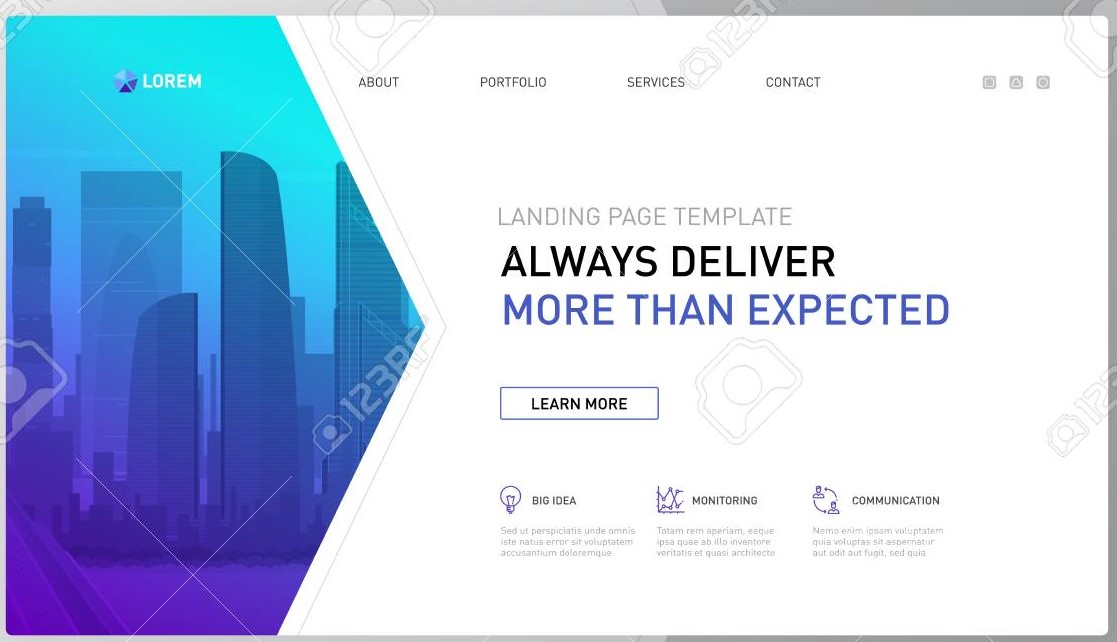 LOREM
ABOUT PORTFOLIO SERVICES CONTACT
LANDING PAGE TEMPLATE
ALWAYS DELIVER
MORE THAN EXPECTED
LEARN MORE
BIG IDEA
Sed ut perspiciatis unde omnis
iste natus error sit voluptatem
accusantium doloremque
MONITORING
Totam rem aperiam, eaque
ipsa quae ab illo inventore
veritatis et quasi architecto
COMMUNICATION
Nemo enim ipsam voluptatem
quia voluptas sit aspernatur
aut odit aut fugit, sed quia
123RF